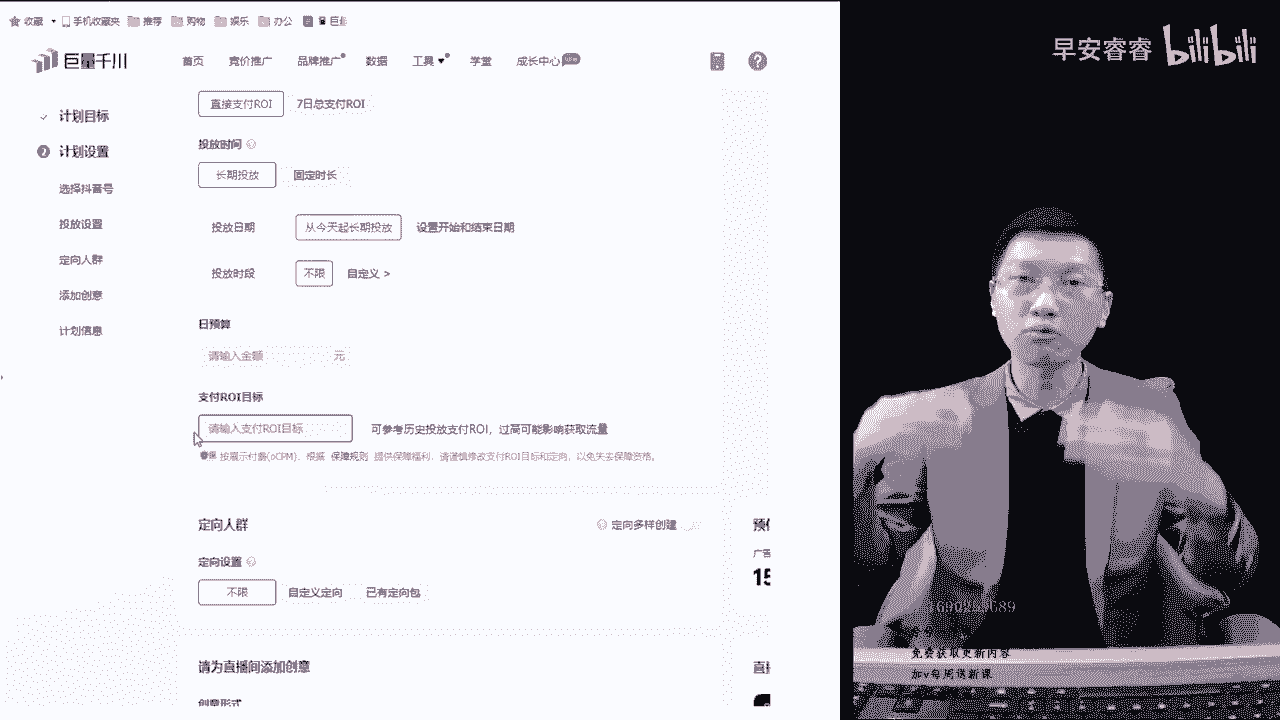 收藏 手机收藏夹 推荐 购物 娱乐 办公
巨量千川 首页 竞价推广 品牌推广 数据 工具 学堂 成长中心
早安睿睿 bilibili
直接支付ROI 7日总支付ROI
计划目标
投放时间
计划设置
长期投放 固定时长
选择抖音号
投放设置
投放日期 从今天起长期投放 设置开始和结束日期
定向人群
投放时段 不限 自定义 >
添加创意
计划信息
日预算
请输入金额 元
支付ROI目标
请输入支付ROI目标 可参考历史投放支付ROI，过高可能影响获取流量
按展示付费(oCPM)，根据 保障规则 提供保障福利，请谨慎修改支付ROI目标和定向，以免失去保障资格。
定向人群 定向多样创建
定向设置
不限 自定义定向 已有定向包
15
请为直播间添加创意
创意形式
免费获取更新内容
加v每周送新课